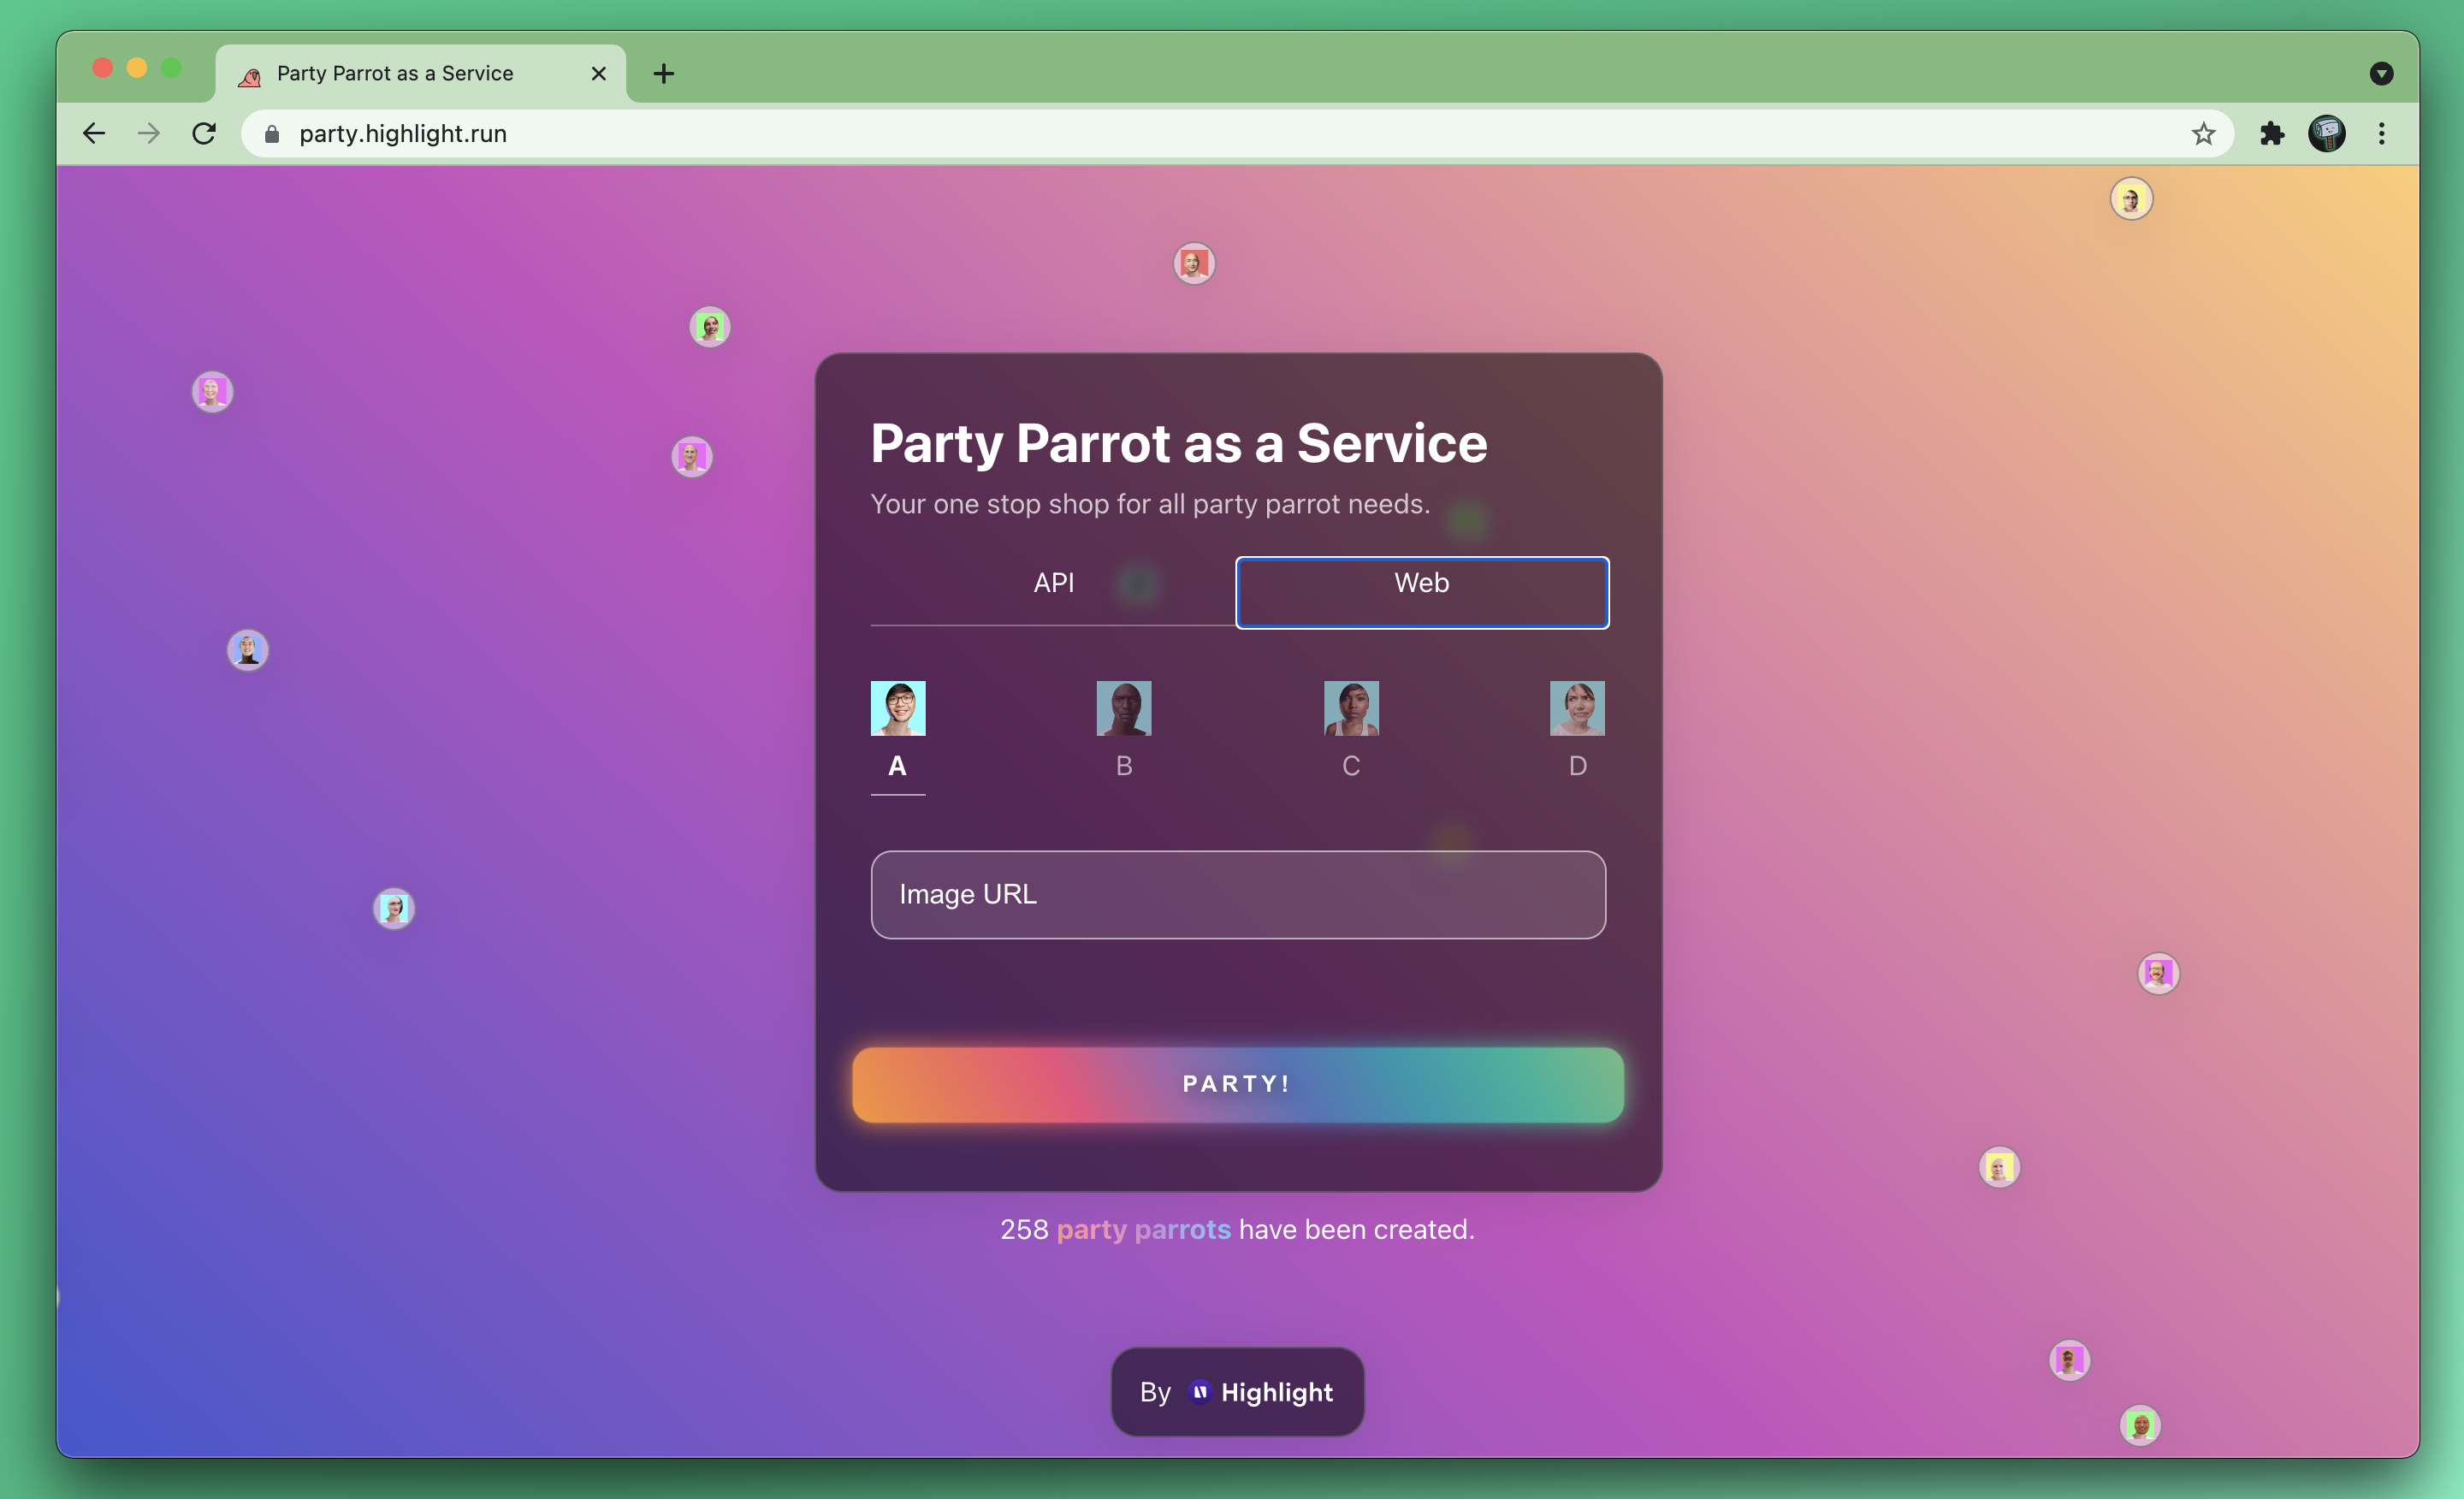 Party Parrot as a Service
party.highlight.run
Party Parrot as a Service
Your one stop shop for all party parrot needs.
API
Web
A
B
C
D
Image URL
PARTY!
258 party parrots have been created.
By Highlight